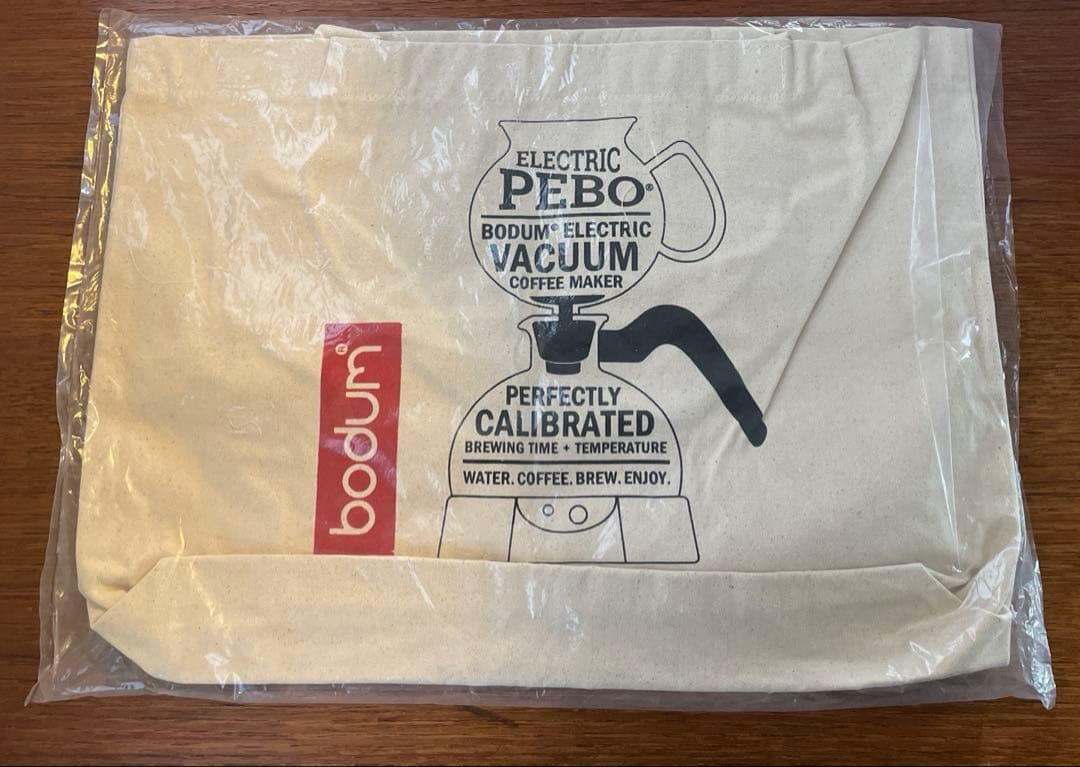 ELECTRIC
PEBO®
BODUM® ELECTRIC
VACUUM
COFFEE MAKER
bodum®
PERFECTLY
CALIBRATED
BREWING TIME + TEMPERATURE
WATER. COFFEE. BREW. ENJOY.